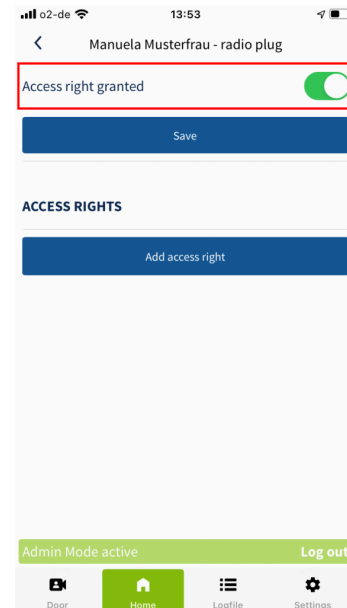 o2-de 13:53
Manuela Musterfrau - radio plug
Access right granted
Save
ACCESS RIGHTS
Add access right
Admin Mode active Log out
Door Home Logfile Settings